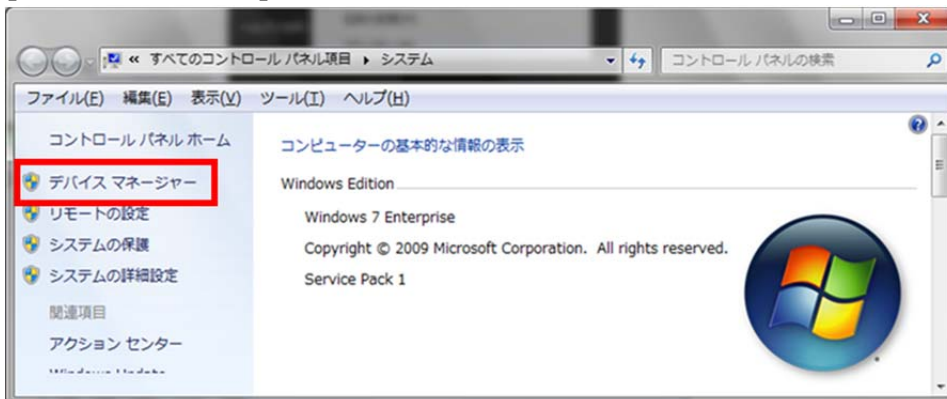 « すべてのコントロール パネル項目 ▸ システム
コントロール パネルの検索
ファイル(F) 編集(E) 表示(V) ツール(T) ヘルプ(H)
コントロール パネル ホーム
デバイス マネージャー
リモートの設定
システムの保護
システムの詳細設定
関連項目
アクション センター
Windows Update
コンピューターの基本的な情報の表示
Windows Edition
Windows 7 Enterprise
Copyright © 2009 Microsoft Corporation. All rights reserved.
Service Pack 1